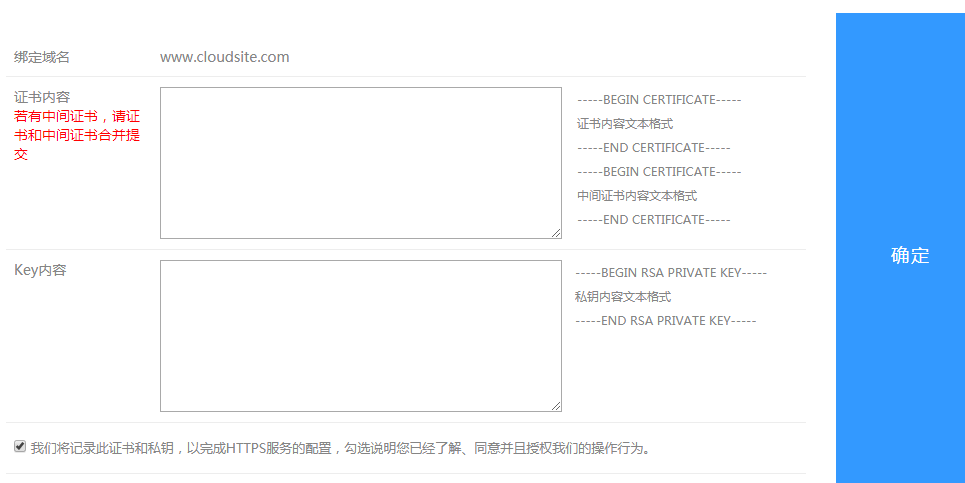 绑定域名 www.cloudsite.com
证书内容
若有中间证书，请证
书和中间证书合并提
交
-----BEGIN CERTIFICATE-----
证书内容文本格式
-----END CERTIFICATE-----
-----BEGIN CERTIFICATE-----
中间证书内容文本格式
-----END CERTIFICATE-----
Key内容
-----BEGIN RSA PRIVATE KEY-----
私钥内容文本格式
-----END RSA PRIVATE KEY-----
我们将记录此证书和私钥，以完成HTTPS服务的配置，勾选说明您已经了解、同意并且授权我们的操作行为。
确定